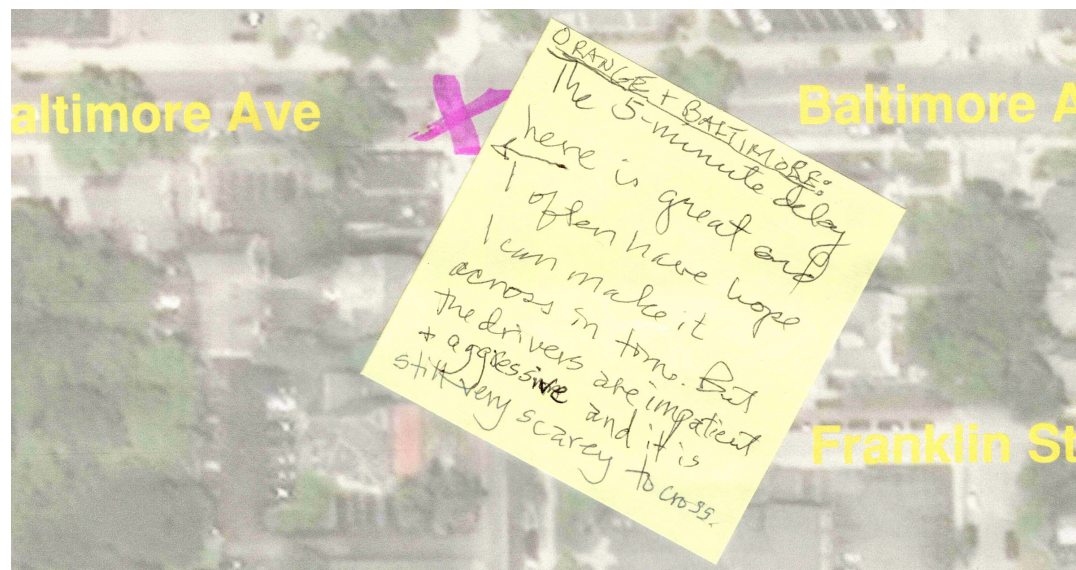 altimore Ave
Baltimore A
ORANGE + BALTIMORE:
The 5-minute delay
here is great and
I often have hope
I can make it
across in time. But
the drivers are impatient
+ aggressive and it is
still very scarey to cross.
Franklin St